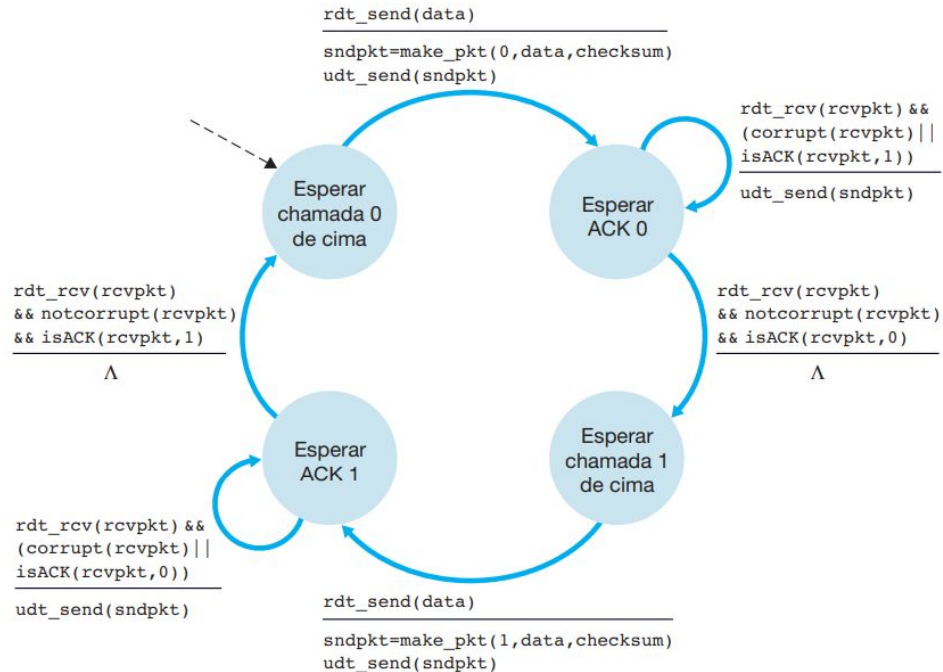 rdt_send(data)
sndpkt=make_pkt(0,data,checksum)
udt_send(sndpkt)
rdt_rcv(rcvpkt) &&
(corrupt(rcvpkt)||
isACK(rcvpkt,1))
udt_send(sndpkt)
Esperar
chamada 0
de cima
Esperar
ACK 0
rdt_rcv(rcvpkt)
&& notcorrupt(rcvpkt)
&& isACK(rcvpkt,1)
Λ
rdt_rcv(rcvpkt)
&& notcorrupt(rcvpkt)
&& isACK(rcvpkt,0)
Λ
Esperar
ACK 1
Esperar
chamada 1
de cima
rdt_rcv(rcvpkt) &&
(corrupt(rcvpkt)||
isACK(rcvpkt,0))
udt_send(sndpkt)
rdt_send(data)
sndpkt=make_pkt(1,data,checksum)
udt_send(sndpkt)